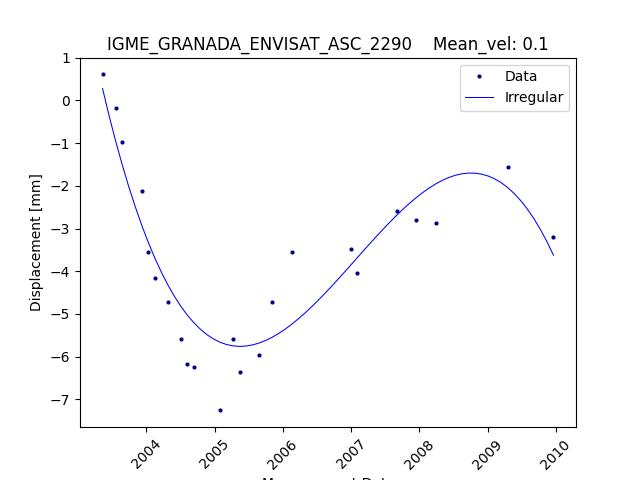 IGME_GRANADA_ENVISAT_ASC_2290    Mean_vel: 0.1
Data
Irregular
Displacement [mm]
1
0
−1
−2
−3
−4
−5
−6
−7
2004 2005 2006 2007 2008 2009 2010